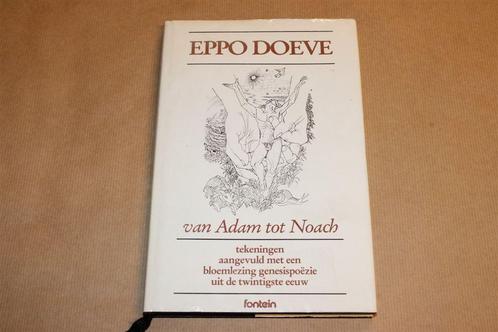 EPPO DOEVE
van Adam tot Noach
tekeningen
aangevuld met een
bloemlezing genesispoëzie
uit de twintigste eeuw
fontein